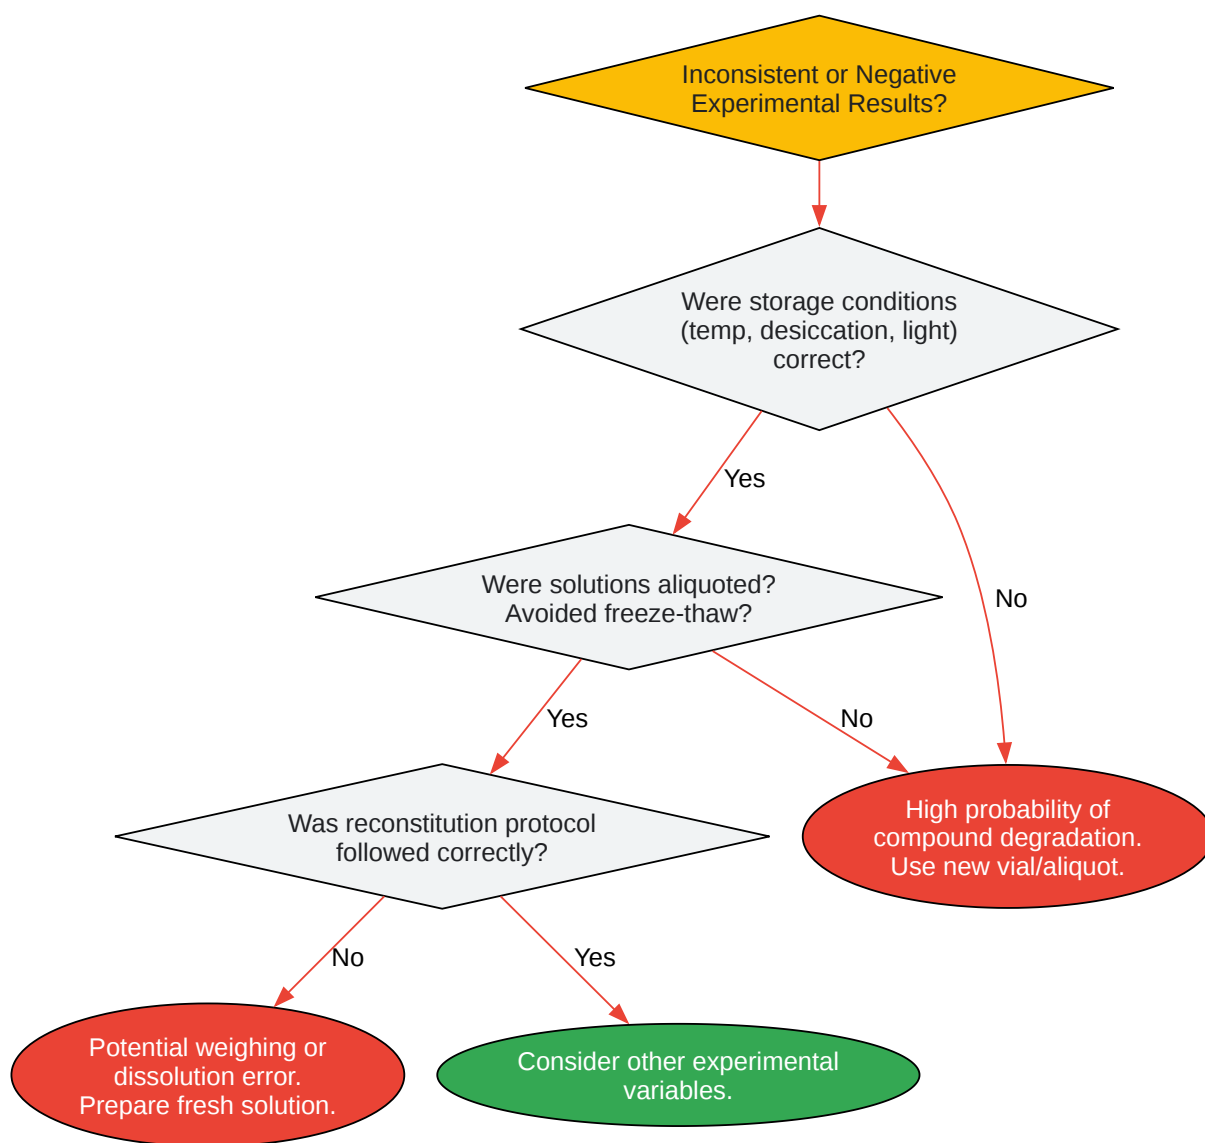 Inconsistent or Negative
Experimental Results?
Were storage conditions
(temp, desiccation, light)
correct?
Yes
No
Were solutions aliquoted?
Avoided freeze-thaw?
Yes
No
Was reconstitution protocol
followed correctly?
High probability of
compound degradation.
Use new vial/aliquot.
No
Yes
Potential weighing or
dissolution error.
Prepare fresh solution.
Consider other experimental
variables.